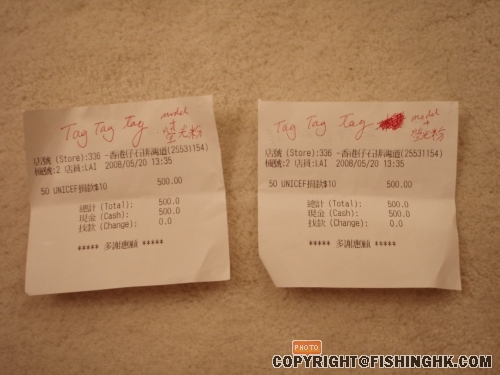 Tag Tag tag model
螢光粉
店號 (Store):336 -香港仔石排灣道(25531154)
機號:2 店員:LAI 2008/05/20 13:35
50 UNICEF捐款$10 500.00
總計 (Total): 500.0
現金 (Cash): 500.0
找款 (Change): 0.0
***** 多謝惠顧 *****
Tag Tag tag model
+
螢光粉
店號 (Store):336 -香港仔石排灣道(25531154)
機號:2 店員:LAI 2008/05/20 13:35
50 UNICEF捐款$10 500.00
總計 (Total): 500.0
現金 (Cash): 500.0
找款 (Change): 0.0
***** 多謝惠顧 *****
PHOTO
COPYRIGHT@FISHINGHK.COM